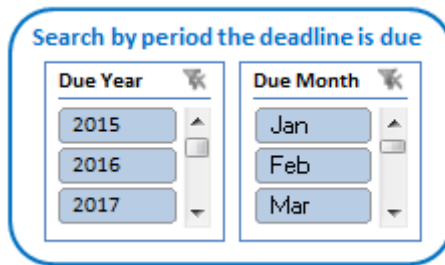 Search by period the deadline is due
Due Year
2015
2016
2017
Due Month
Jan
Feb
Mar